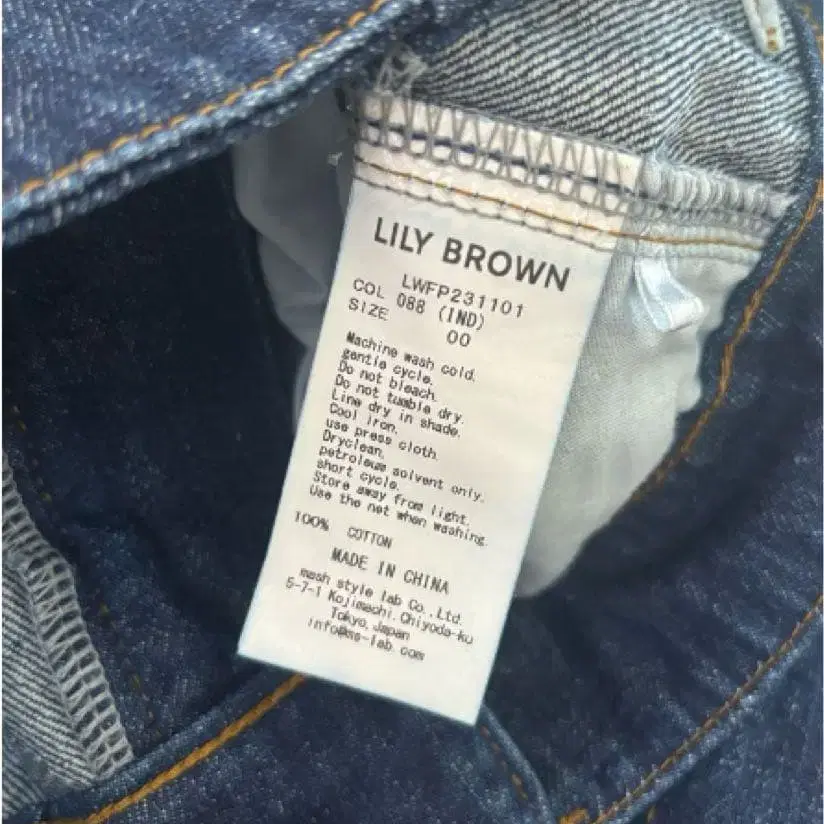 LILY BROWN
LWFP231101
COL 088 (IND)
SIZE 00
Machine wash cold.
gentle cycle.
Do not bleach.
Do not tumble dry.
Line dry in shade.
Cool iron,
use press cloth.
Dryclean,
petroleum solvent only.
short cycle.
Store away from light.
Use the net when washing.
100% COTTON
MADE IN CHINA
mash style lab Co.,Ltd.
5-7-1 Kojimachi, Chiyoda-ku
Tokyo, Japan
info@ms-lab.com